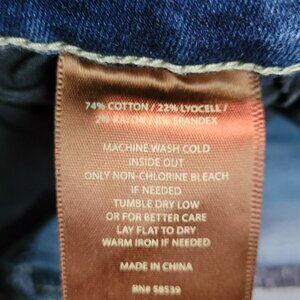 74% COTTON / 22% LYOCELL /
2% RAYON / 2% SPANDEX
MACHINE WASH COLD
INSIDE OUT
ONLY NON-CHLORINE BLEACH
IF NEEDED
TUMBLE DRY LOW
OR FOR BETTER CARE
LAY FLAT TO DRY
WARM IRON IF NEEDED
MADE IN CHINA
RN# 58539